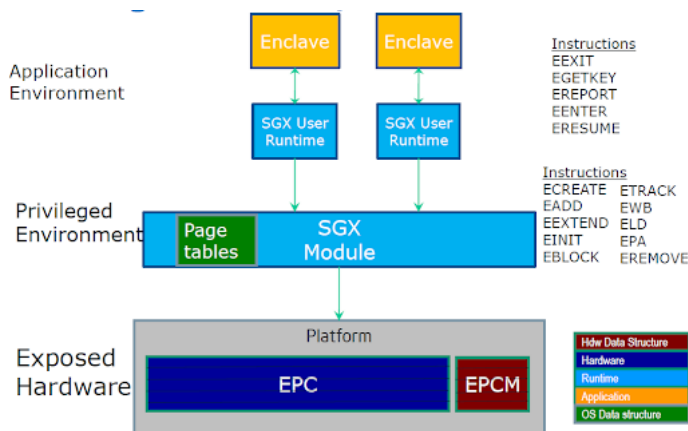 Enclave
Enclave
Application
Environment
SGX User
Runtime
SGX User
Runtime
Instructions
EEXIT
EGETKEY
EREPORT
EENTER
ERESUME
Privileged
Environment
Page
tables
SGX
Module
Instructions
ECREATE ETRACK
EADD EWB
EEXTEND ELD
EINIT EPA
EBLOCK EREMOVE
Exposed
Hardware
Platform
EPC
EPCM
Hdw Data Structure
Hardware
Runtime
Application
OS Data structure